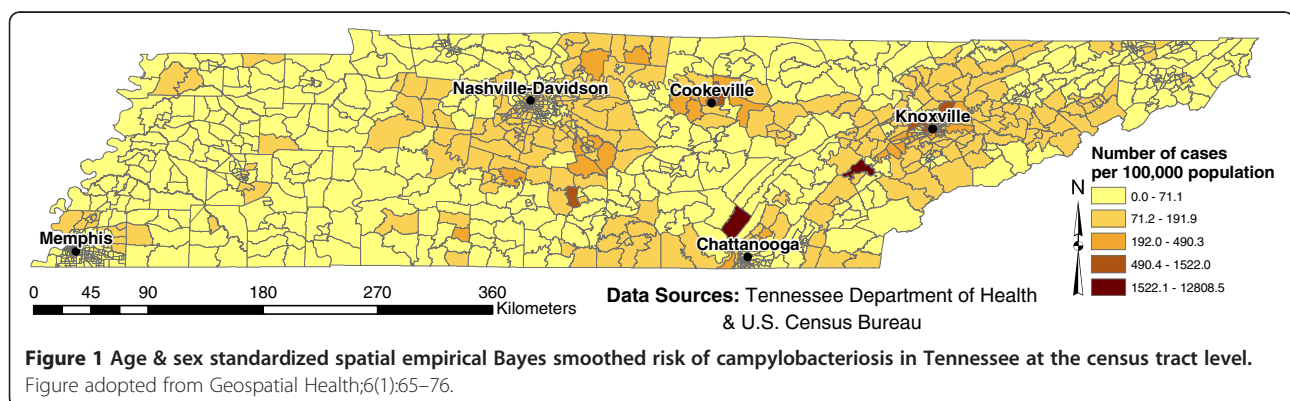 Nashville-Davidson
Cookeville
Knoxville
Memphis
Chattanooga
Number of cases
per 100,000 population
N
0.0 - 71.1
71.2 - 191.9
192.0 - 490.3
490.4 - 1522.0
1522.1 - 12808.5
0 45 90 180 270 360
Kilometers
Data Sources: Tennessee Department of Health
& U.S. Census Bureau
Figure 1 Age & sex standardized spatial empirical Bayes smoothed risk of campylobacteriosis in Tennessee at the census tract level.
Figure adopted from Geospatial Health;6(1):65–76.